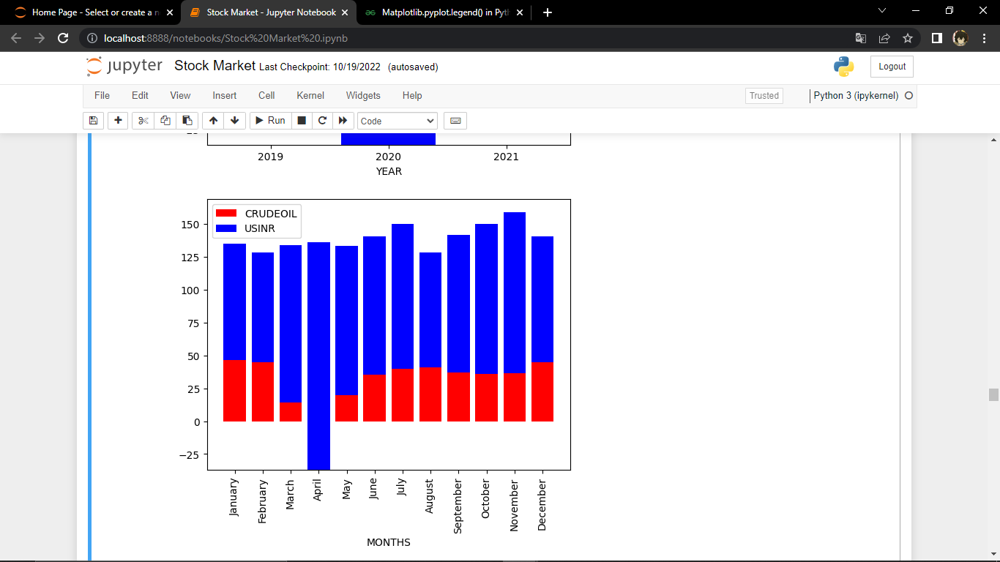 Home Page - Select or create a n
Stock Market - Jupyter Notebook
Matplotlib.pyplot.legend() in Pyth
localhost:8888/notebooks/Stock%20Market%20.ipynb
jupyter Stock Market Last Checkpoint: 10/19/2022 (autosaved)
Logout
File Edit View Insert Cell Kernel Widgets Help
Trusted
Python 3 (ipykernel)
Run
Code
2019 2020 2021
YEAR
CRUDEOIL
USINR
150
125
100
75
50
25
0
−25
January February March April May June July August September October November December
MONTHS